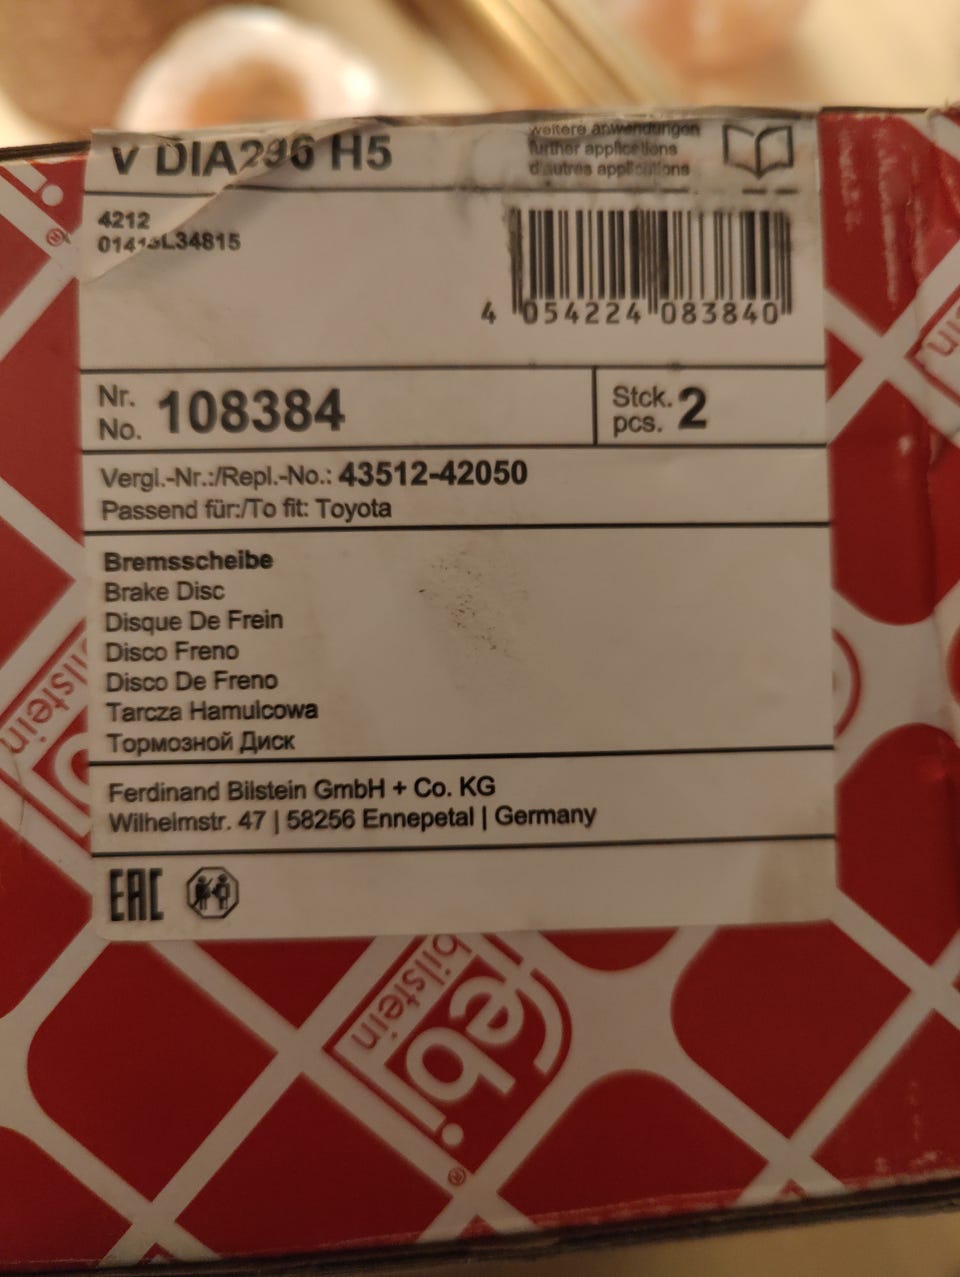 V DIA296 H5
weitere anwendungen
further applications
d'autres applications
4212
4 054224 083840
Nr.
No. 108384
Stck.
pcs. 2
Vergl.-Nr.:/Repl.-No.: 43512-42050
Passend für:/To fit: Toyota
Bremsscheibe
Brake Disc
Disque De Frein
Disco Freno
Disco De Freno
Tarcza Hamulcowa
Тормозной Диск
Ferdinand Bilstein GmbH + Co. KG
Wilhelmstr. 47 | 58256 Ennepetal | Germany
EAC
bilstein
febi
bilstein